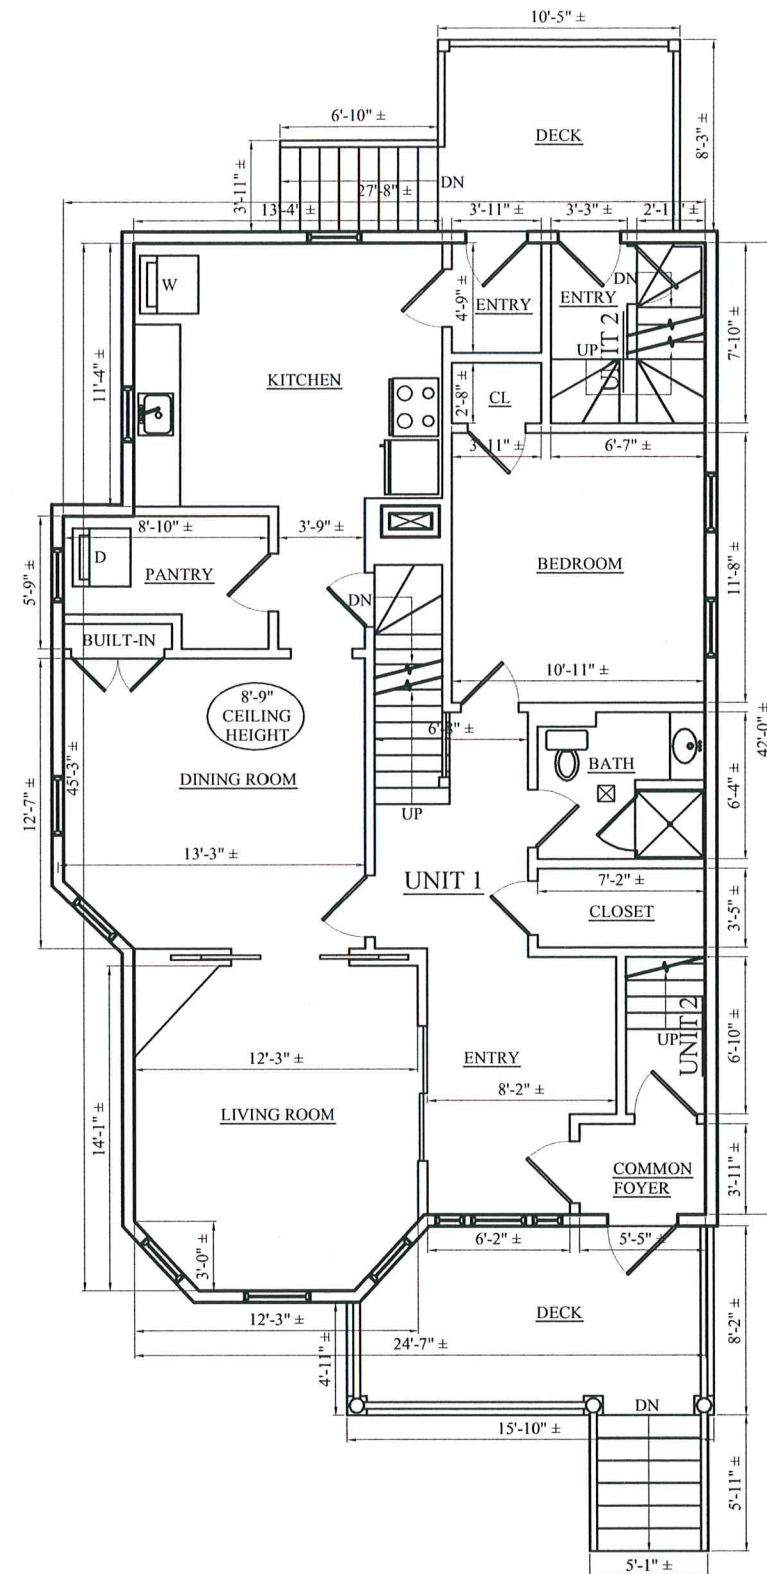 10'-5" ±
6'-10" ±
DECK
8'-3" ±
3'-11" ±
DN
27'-8" ±
13'-4" ±
3'-11" ±
3'-3" ±
W
4'-9" ±
ENTRY
ENTRY
DN
UNIT 2
UP
7'-10" ±
11'-4" ±
KITCHEN
2'-8" ±
CL
3'-11" ±
6'-7" ±
8'-10" ±
3'-9" ±
D
PANTRY
5'-9" ±
DN
BEDROOM
11'-8" ±
BUILT-IN
10'-11" ±
8'-9"
CEILING
HEIGHT
6'-8" ±
42'-0" ±
45'-3" ±
DINING ROOM
BATH
6'-4" ±
12'-7" ±
UP
13'-3" ±
UNIT 1
7'-2" ±
CLOSET
3'-5" ±
UNIT 2
UP
6'-10" ±
12'-3" ±
ENTRY
8'-2" ±
LIVING ROOM
14'-1" ±
COMMON
FOYER
3'-11" ±
3'-0" ±
6'-2" ±
5'-5" ±
12'-3" ±
DECK
24'-7" ±
4'-11" ±
8'-2" ±
DN
15'-10" ±
5'-11" ±
5'-1" ±